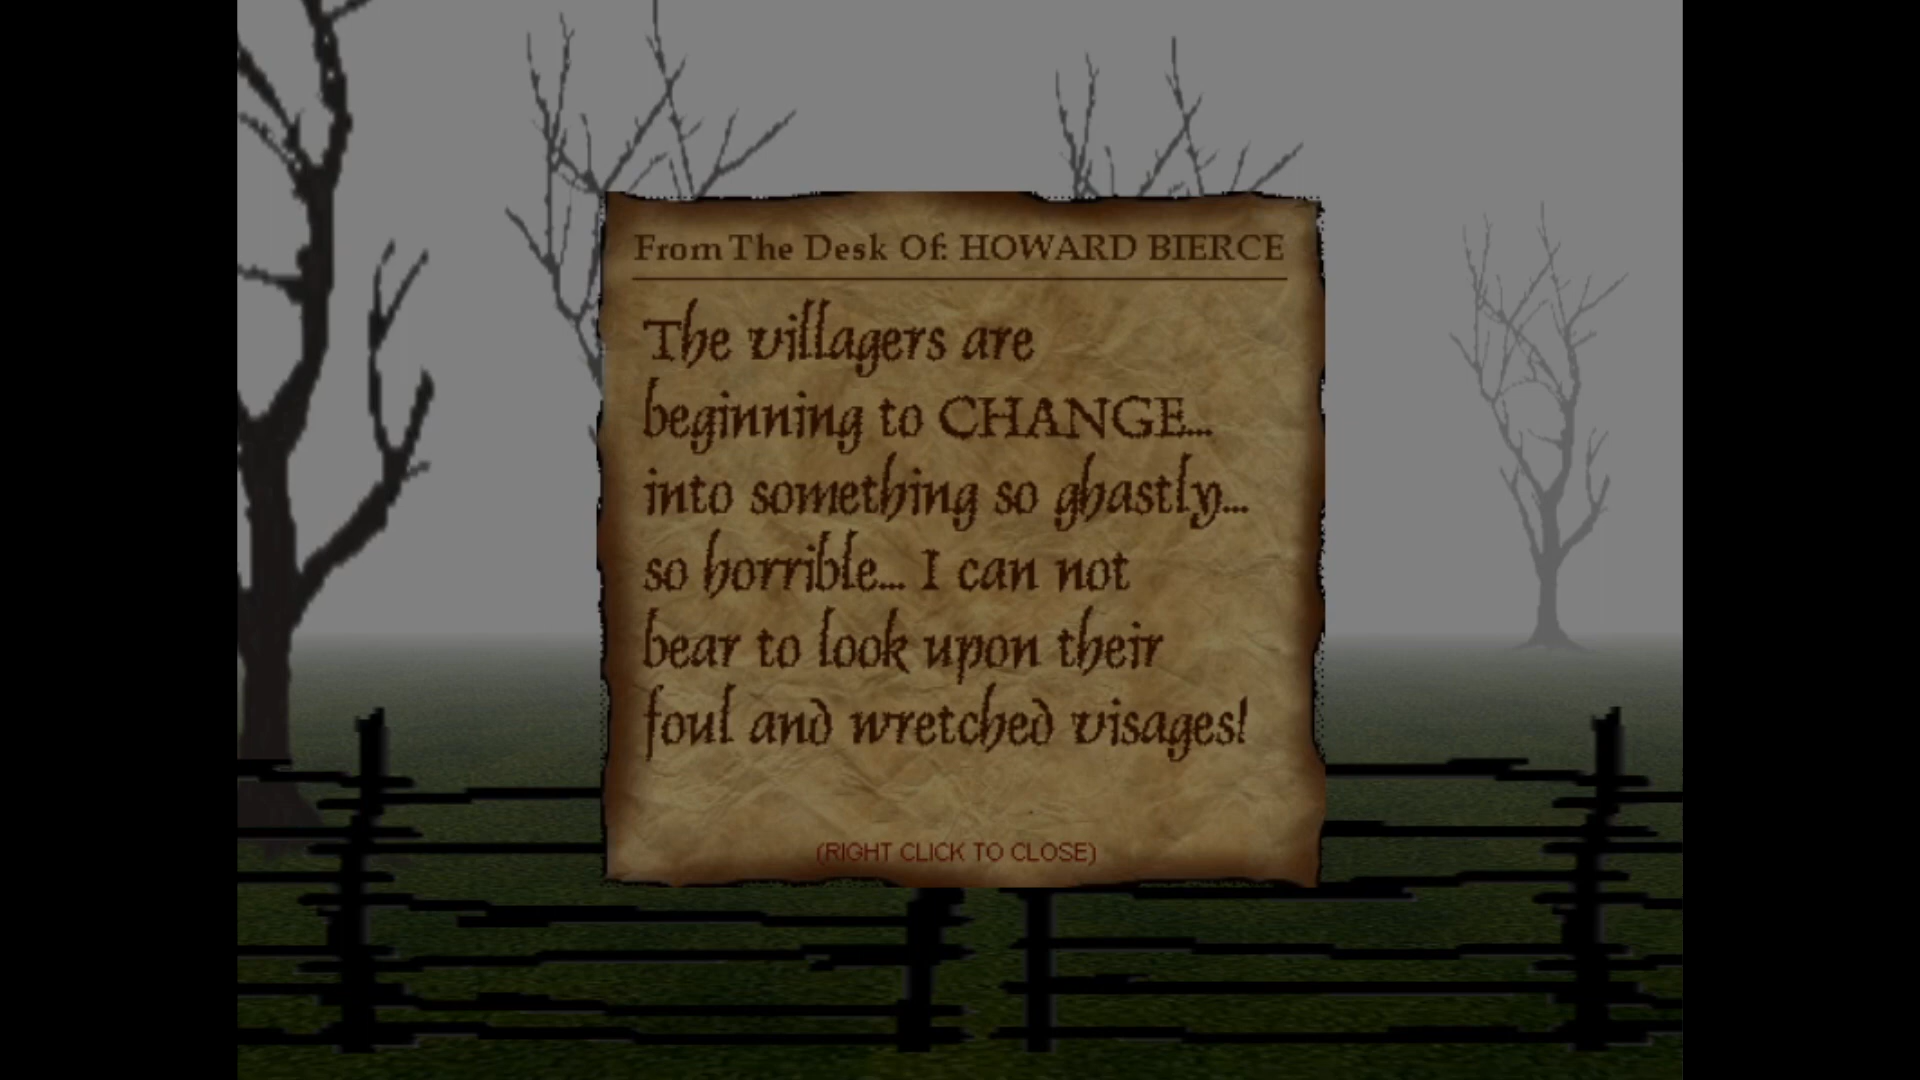 From The Desk Of: HOWARD BIERCE
The villagers are
beginning to CHANGE...
into something so ghastly...
so horrible... I can not
bear to look upon their
foul and wretched visages!
(RIGHT CLICK TO CLOSE)